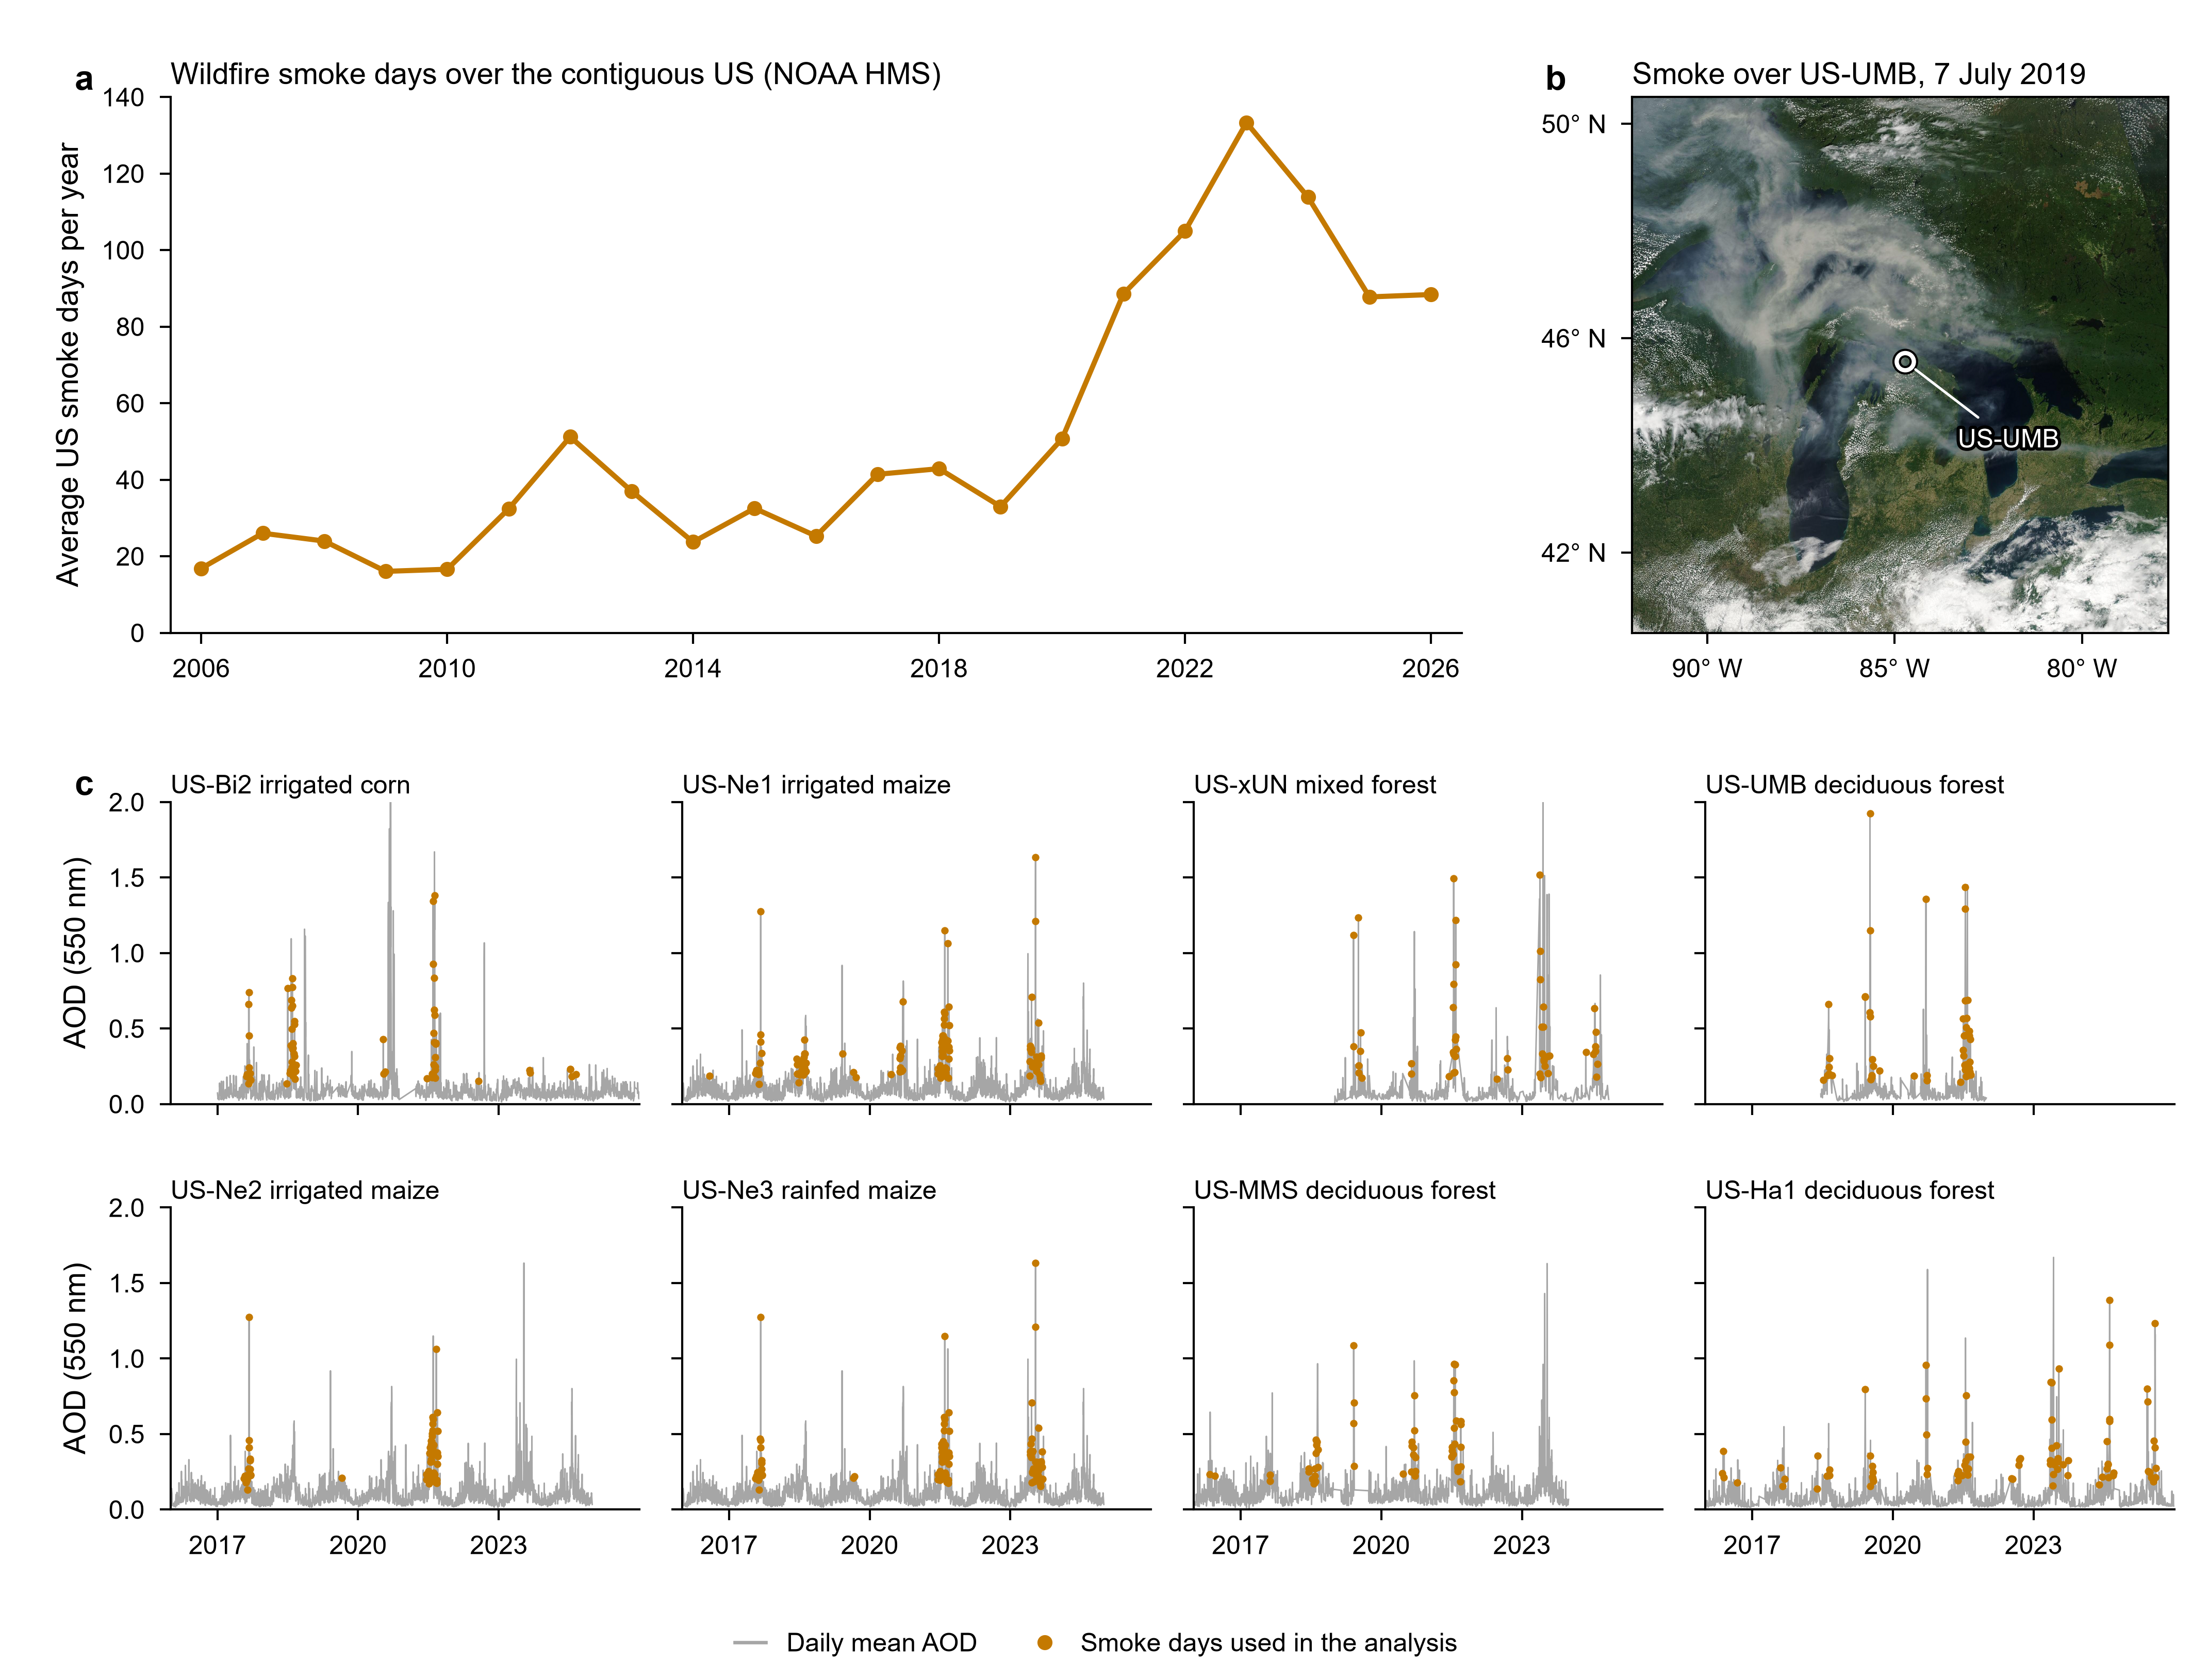 a
Wildfire smoke days over the contiguous US (NOAA HMS)
Average US smoke days per year
140
120
100
80
60
40
20
0
2006 2010 2014 2018 2022 2026
b
Smoke over US-UMB, 7 July 2019
50° N
46° N
42° N
US-UMB
90° W 85° W 80° W
c
US-Bi2 irrigated corn
US-Ne1 irrigated maize
US-xUN mixed forest
US-UMB deciduous forest
AOD (550 nm)
2.0
1.5
1.0
0.5
0.0
US-Ne2 irrigated maize
US-Ne3 rainfed maize
US-MMS deciduous forest
US-Ha1 deciduous forest
AOD (550 nm)
2.0
1.5
1.0
0.5
0.0
2017 2020 2023
2017 2020 2023
2017 2020 2023
2017 2020 2023
Daily mean AOD
Smoke days used in the analysis